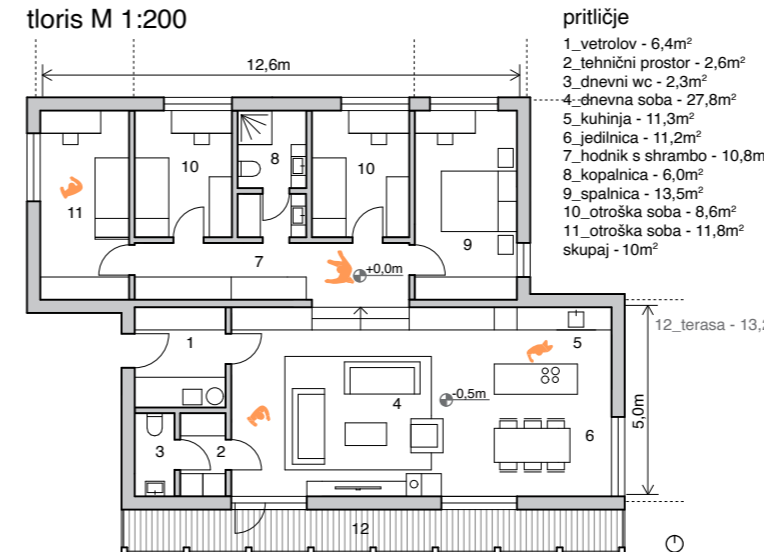 tloris M 1:200
pritličje
1_vetrolov - 6,4m²
2_tehnični prostor - 2,6m²
3_dnevni wc - 2,3m²
4_dnevna soba - 27,8m²
5_kuhinja - 11,3m²
6_jedilnica - 11,2m²
7_hodnik s shrambo - 10,8m
8_kopalnica - 6,0m²
9_spalnica - 13,5m²
10_otroška soba - 8,6m²
11_otroška soba - 11,8m²
skupaj - 10m²
12_terasa - 13,2
12,6m
10
8
10
11
9
7
+0,0m
1
5
4
-0,5m
5,0m
6
3
2
12